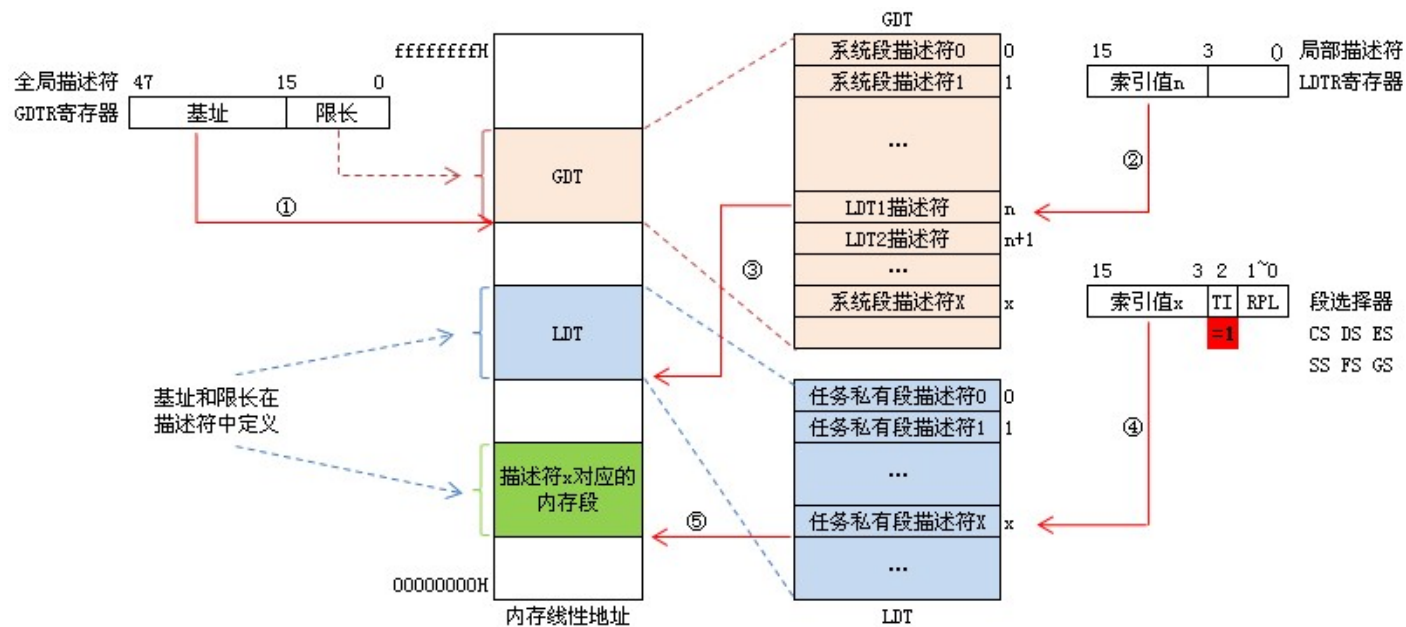 GDT
ffffffffH
系统段描述符0 0
系统段描述符1 1
…
LDT1描述符 n
LDT2描述符 n+1
…
系统段描述符X x
全局描述符 47 15 0
GDTR寄存器 基址 限长
15 3 0 局部描述符
索引值n LDTR寄存器
①
②
③
GDT
LDT
15 3 2 1~0
索引值x TI RPL 段选择器
=1 CS DS ES
SS FS GS
④
基址和限长在
描述符中定义
任务私有段描述符0 0
任务私有段描述符1 1
…
任务私有段描述符X x
…
描述符x对应的
内存段
⑤
00000000H
内存线性地址
LDT